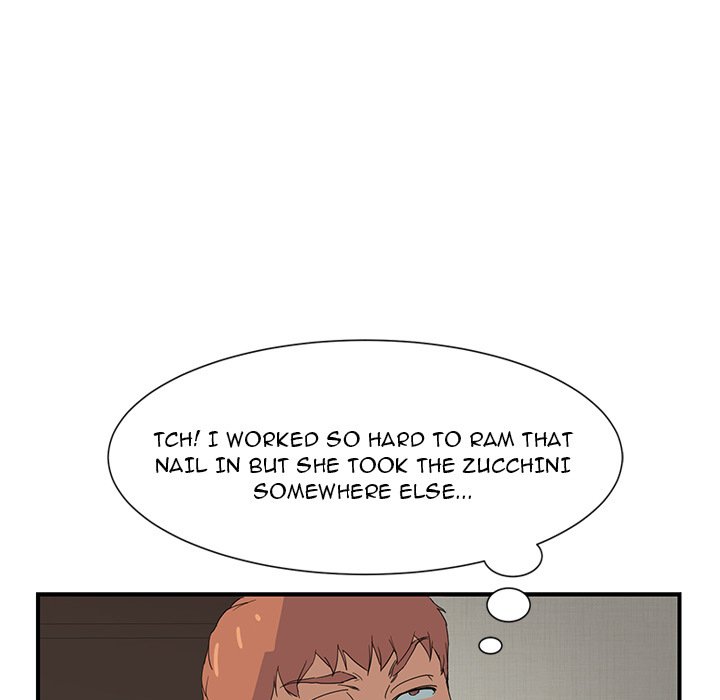 TCH! I WORKED SO HARD TO RAM THAT
NAIL IN BUT SHE TOOK THE ZUCCHINI
SOMEWHERE ELSE...